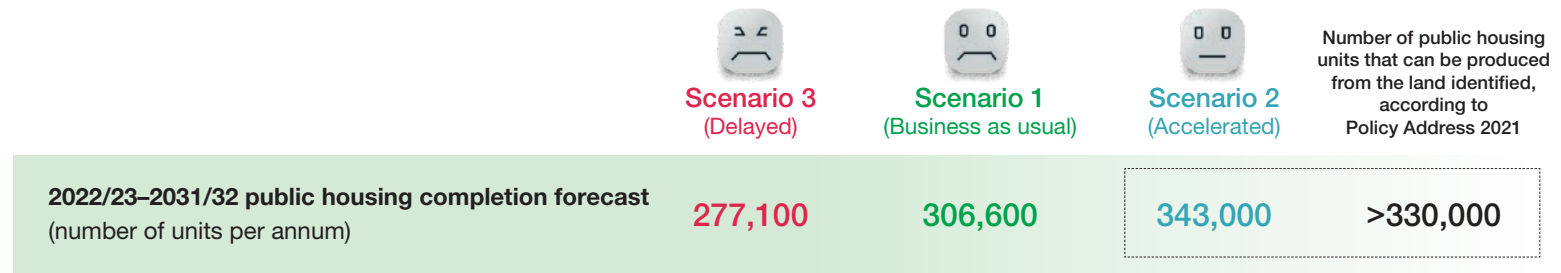 Scenario 3
(Delayed)
Scenario 1
(Business as usual)
Scenario 2
(Accelerated)
Number of public housing
units that can be produced
from the land identified,
according to
Policy Address 2021
2022/23–2031/32 public housing completion forecast
(number of units per annum)
277,100
306,600
343,000
>330,000